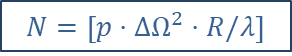 N = [p · ΔΩ² · R/λ]